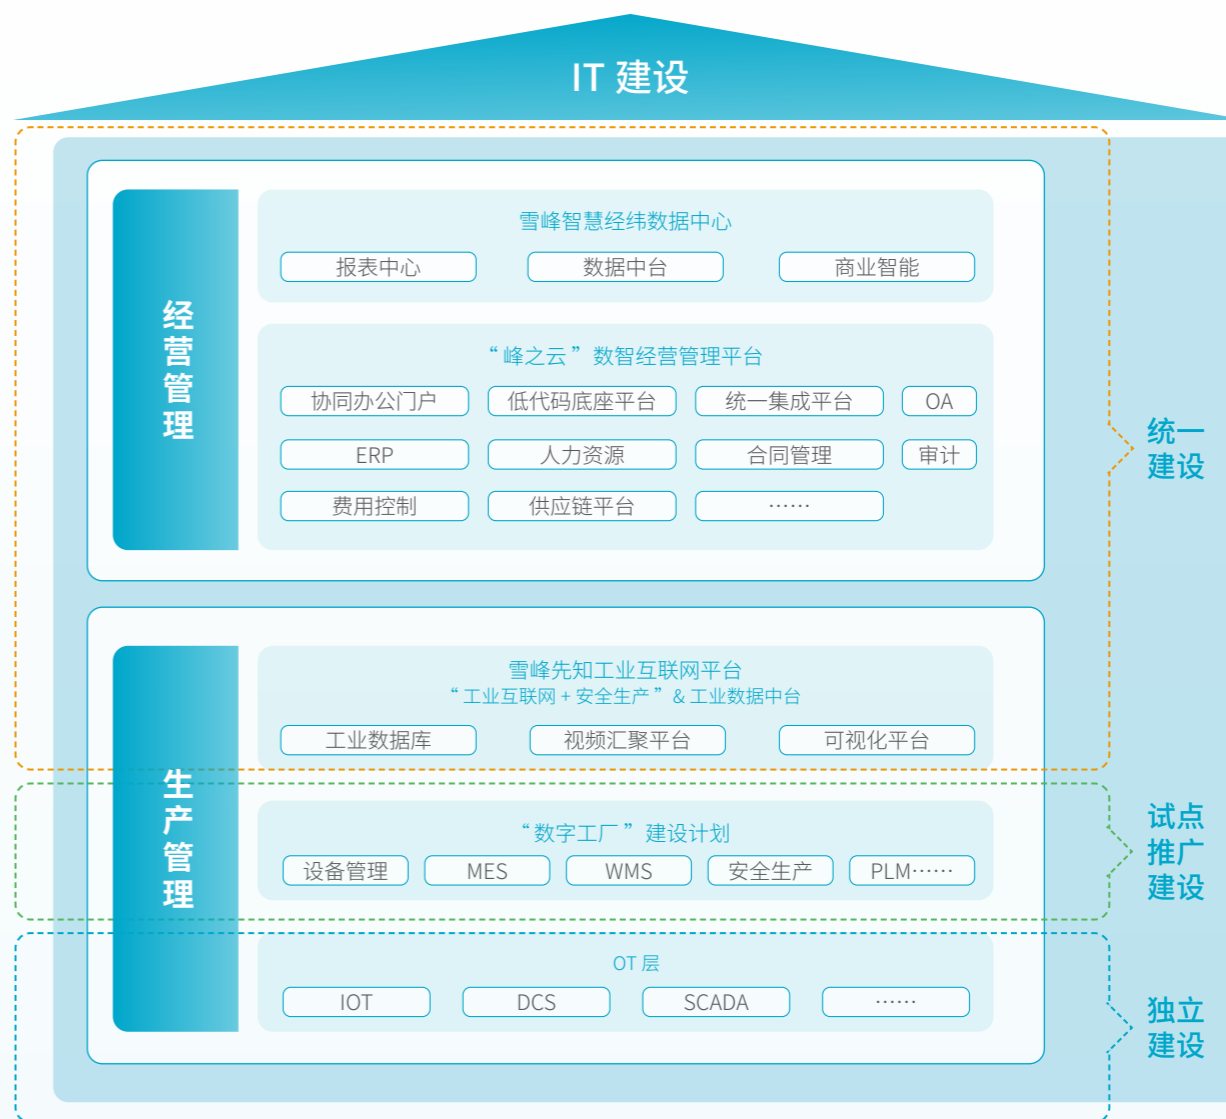 IT 建设
经营管理
雪峰智慧经纬数据中心
报表中心
数据中台
商业智能
“峰之云”数智经营管理平台
协同办公门户
低代码底座平台
统一集成平台
OA
ERP
人力资源
合同管理
审计
费用控制
供应链平台
……
统一
建设
生产管理
雪峰先知工业互联网平台
“工业互联网 + 安全生产”& 工业数据中台
工业数据库
视频汇聚平台
可视化平台
“数字工厂”建设计划
设备管理
MES
WMS
安全生产
PLM……
试点
推广
建设
OT 层
IOT
DCS
SCADA
……
独立
建设